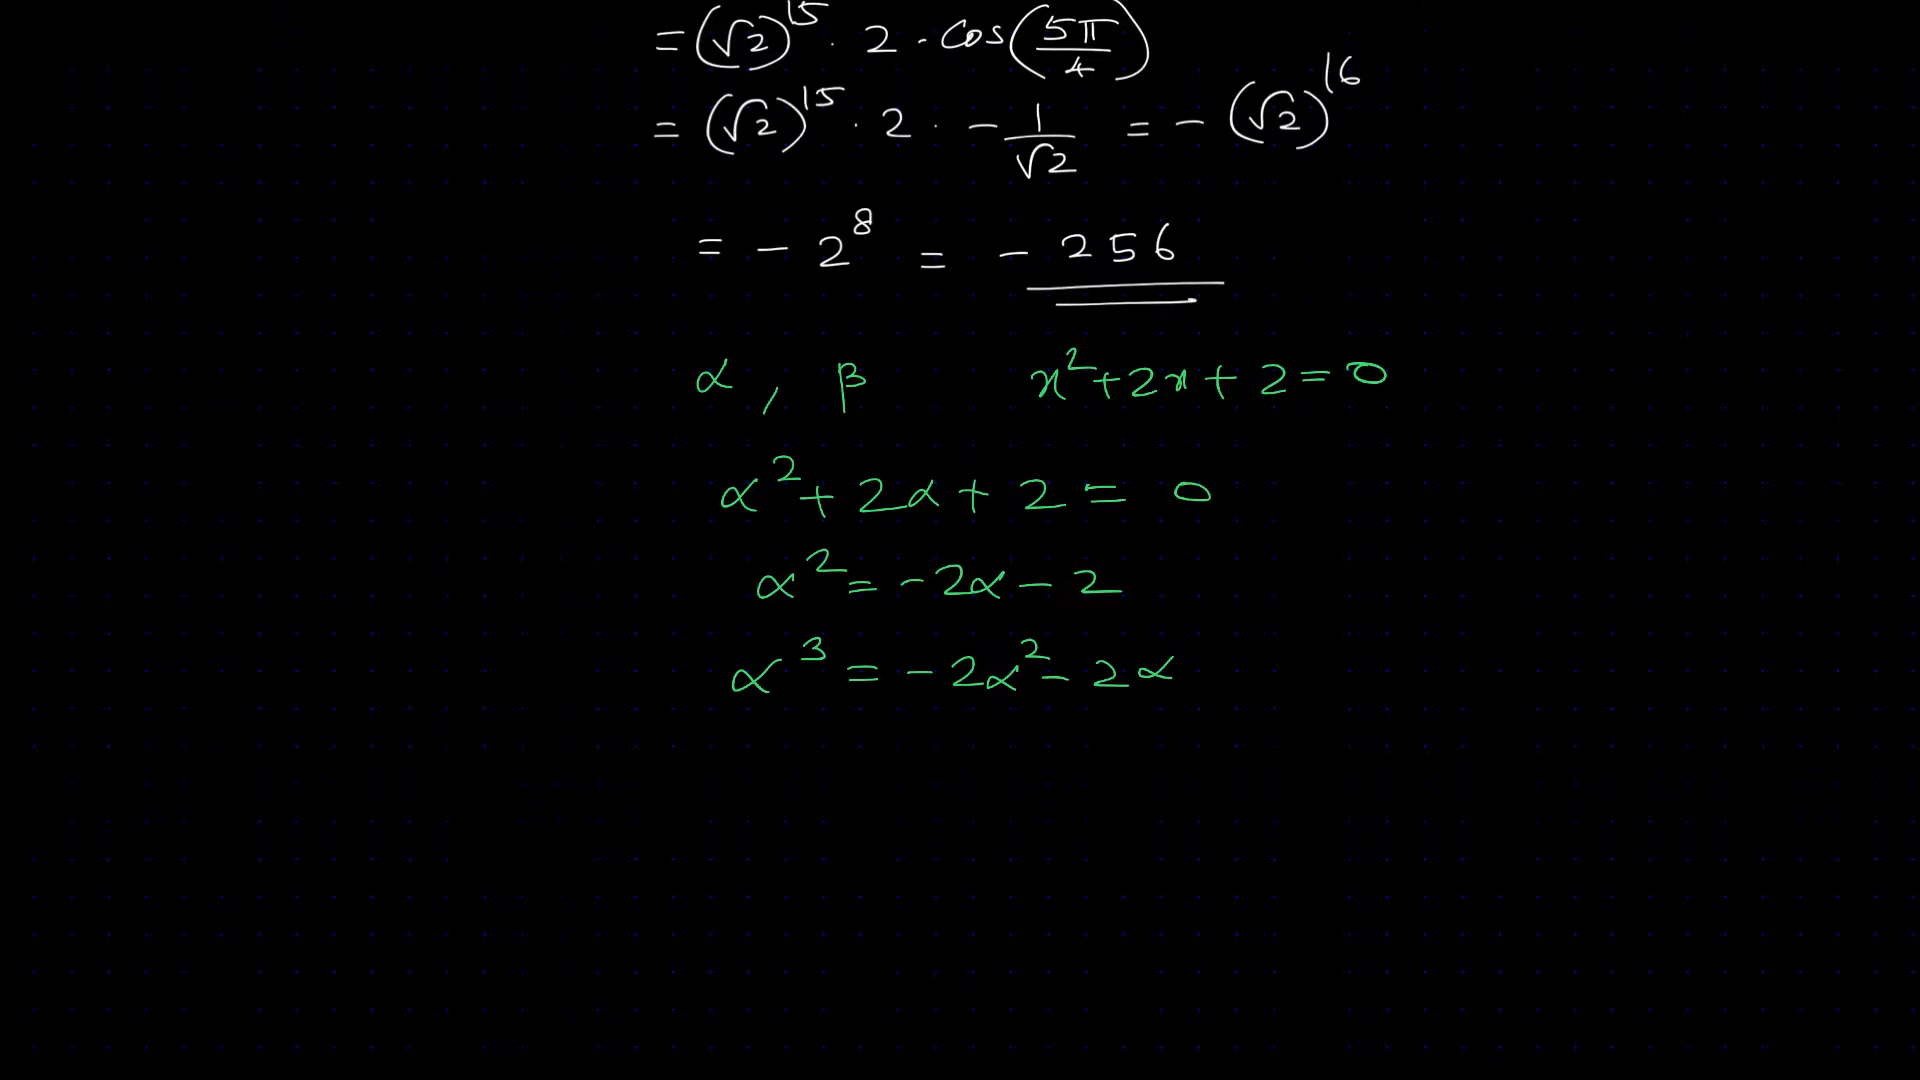 = (√2)^15 · 2 · cos(5π/4)
= (√2)^15 · 2 · -1/√2 = -(√2)^16
= -2^8 = -256
α, β x^2+2x+2=0
α^2+2α+2=0
α^2=-2α-2
α^3=-2α^2-2α